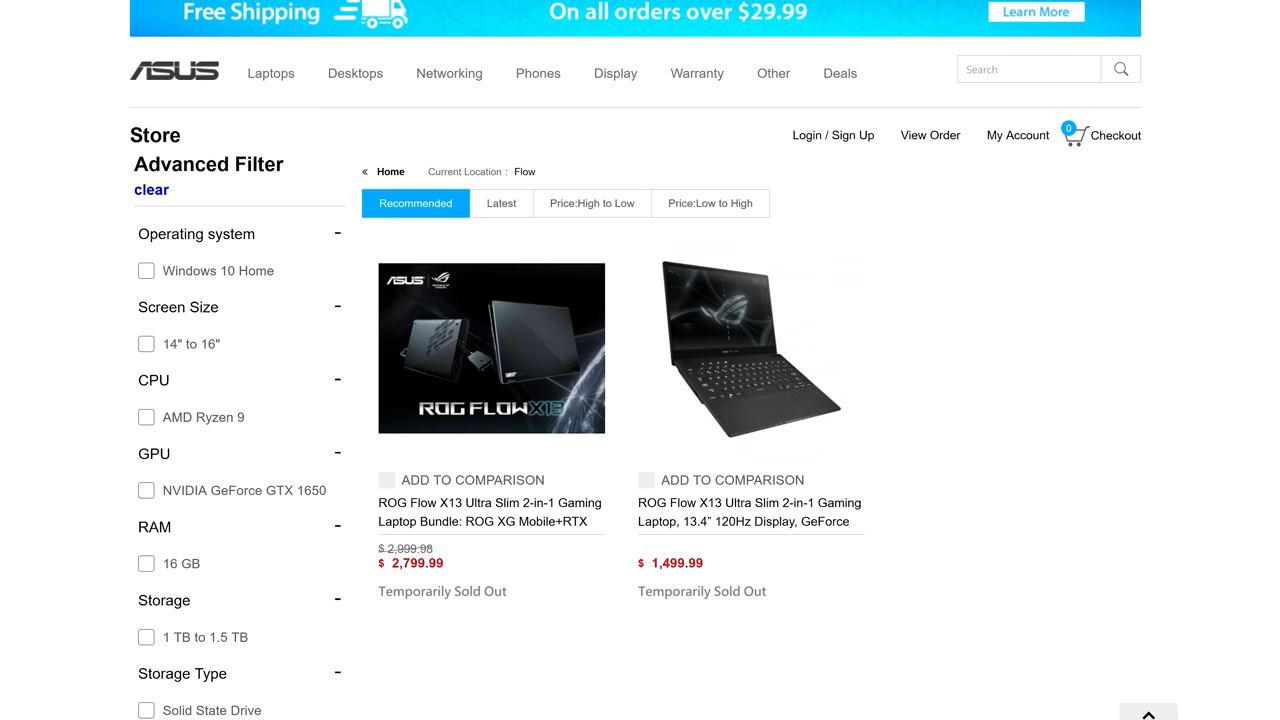 Free Shipping
On all orders over $29.99
Learn More
ASUS
Laptops
Desktops
Networking
Phones
Display
Warranty
Other
Deals
Search
Store
Login / Sign Up
View Order
My Account
0
Checkout
Advanced Filter
clear
« Home
Current Location : Flow
Recommended
Latest
Price:High to Low
Price:Low to High
Operating system -
Windows 10 Home
Screen Size -
14" to 16"
CPU -
AMD Ryzen 9
GPU -
NVIDIA GeForce GTX 1650
RAM -
16 GB
Storage -
1 TB to 1.5 TB
Storage Type -
Solid State Drive
ASUS
ROG FLOW X13
ADD TO COMPARISON
ROG Flow X13 Ultra Slim 2-in-1 Gaming
Laptop Bundle: ROG XG Mobile+RTX
$ 2,999.98
$ 2,799.99
Temporarily Sold Out
ADD TO COMPARISON
ROG Flow X13 Ultra Slim 2-in-1 Gaming
Laptop, 13.4” 120Hz Display, GeForce
$ 1,499.99
Temporarily Sold Out